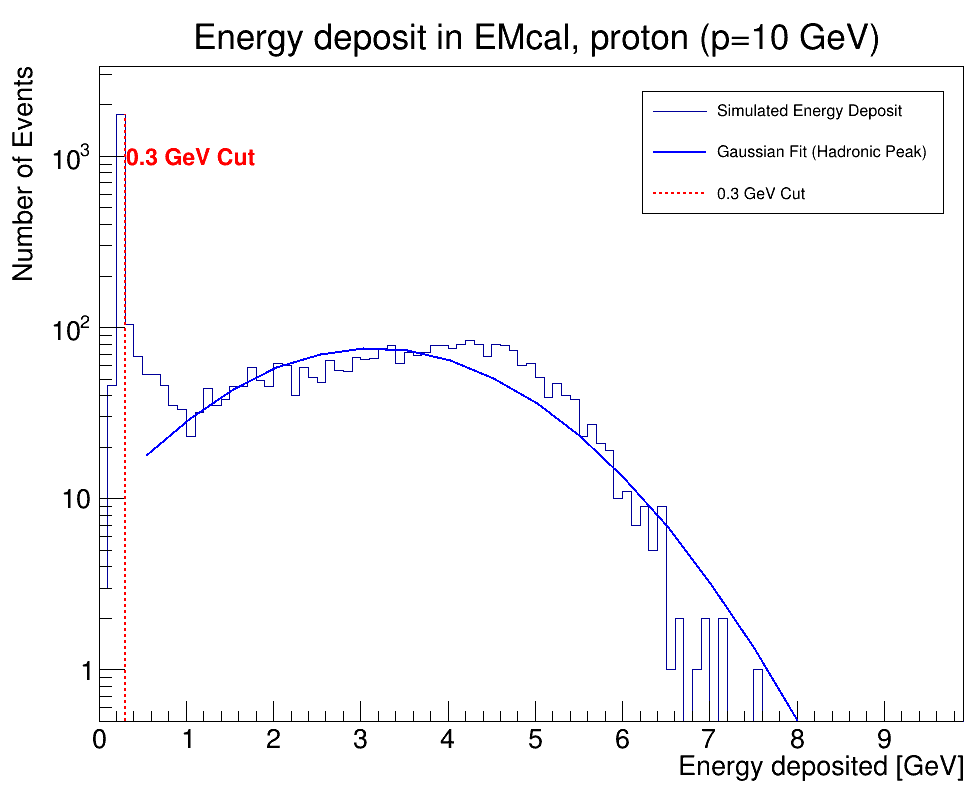 Energy deposit in EMcal, proton (p=10 GeV)
Number of Events
10³
10²
10
1
0.3 GeV Cut
Simulated Energy Deposit
Gaussian Fit (Hadronic Peak)
0.3 GeV Cut
0 1 2 3 4 5 6 7 8 9
Energy deposited [GeV]